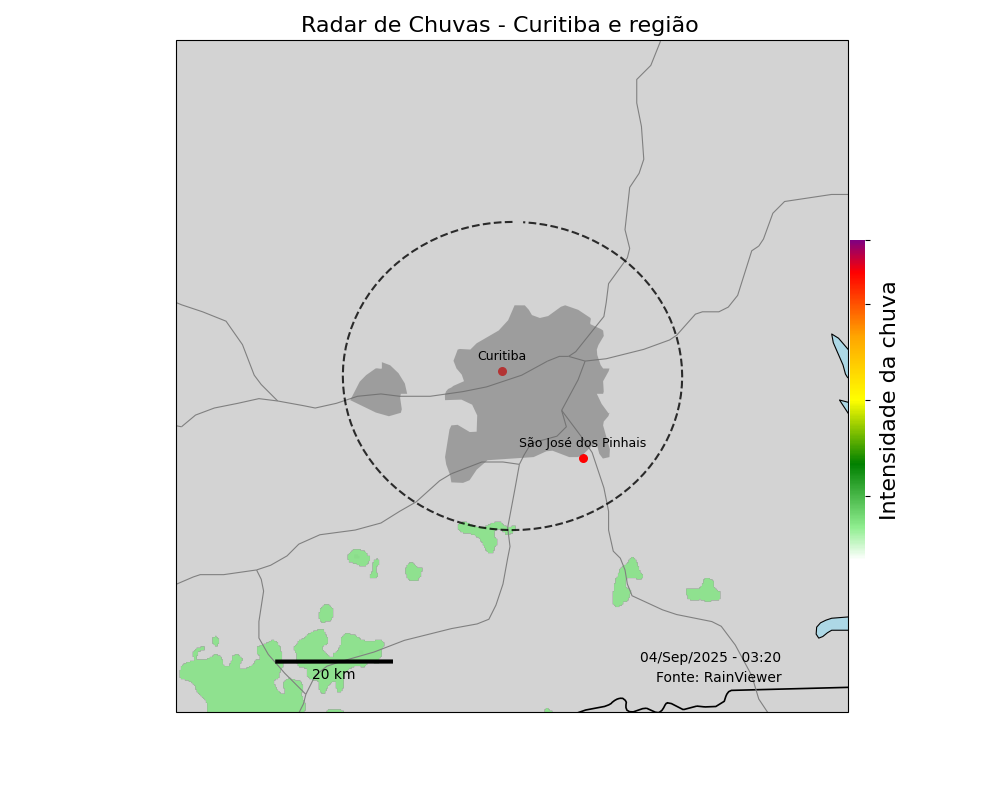 Radar de Chuvas - Curitiba e região
Curitiba
São José dos Pinhais
Intensidade da chuva
04/Sep/2025 - 03:20
Fonte: RainViewer
20 km